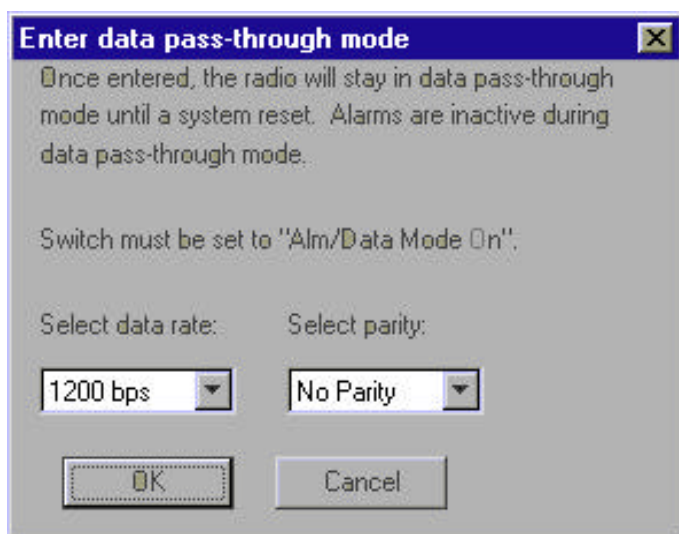 Enter data pass-through mode
Once entered, the radio will stay in data pass-through
mode until a system reset. Alarms are inactive during
data pass-through mode.
Switch must be set to "Alm/Data Mode On".
Select data rate: Select parity:
1200 bps No Parity
OK Cancel